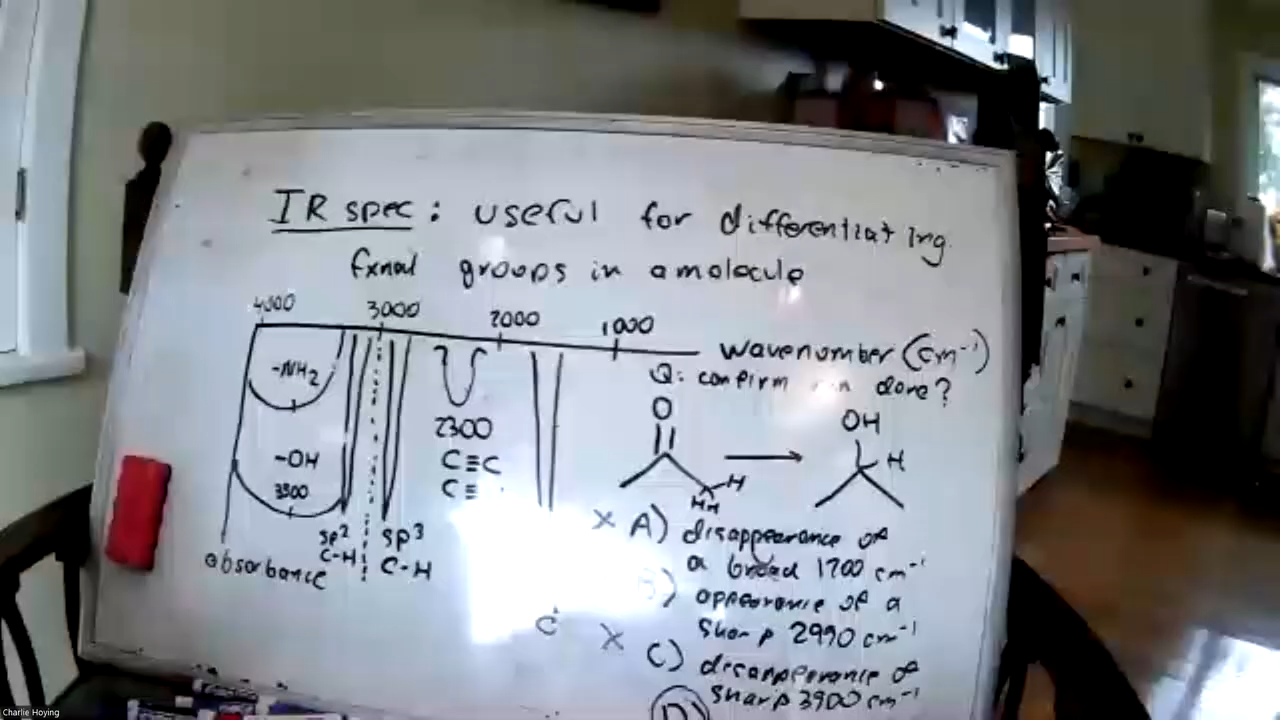 IR spec: useful for differentiating
fxnal groups in a molecule
4000 3000 2000 1000
wavenumber (cm⁻¹)
Q: confirm rxn done?
-NH₂
-OH
3300
sp² C-H
sp³ C-H
absorbance
2300
C≡C
C≡
C
O
H
H H
OH
H
X A) disappearance of
a broad 1700 cm⁻¹
B) appearance of a
sharp 2990 cm⁻¹
X C) disappearance of
sharp 3900 cm⁻¹
D)
Charlie Hoying